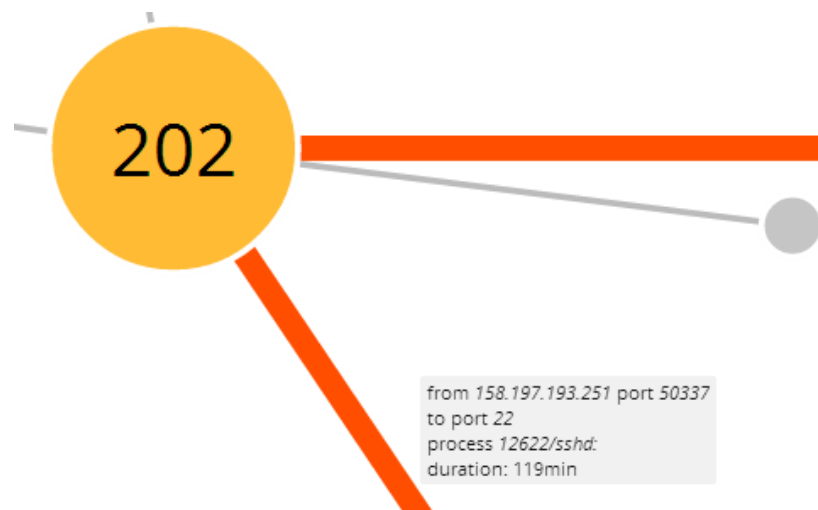 202
from 158.197.193.251 port 50337
to port 22
process 12622/sshd:
duration: 119min